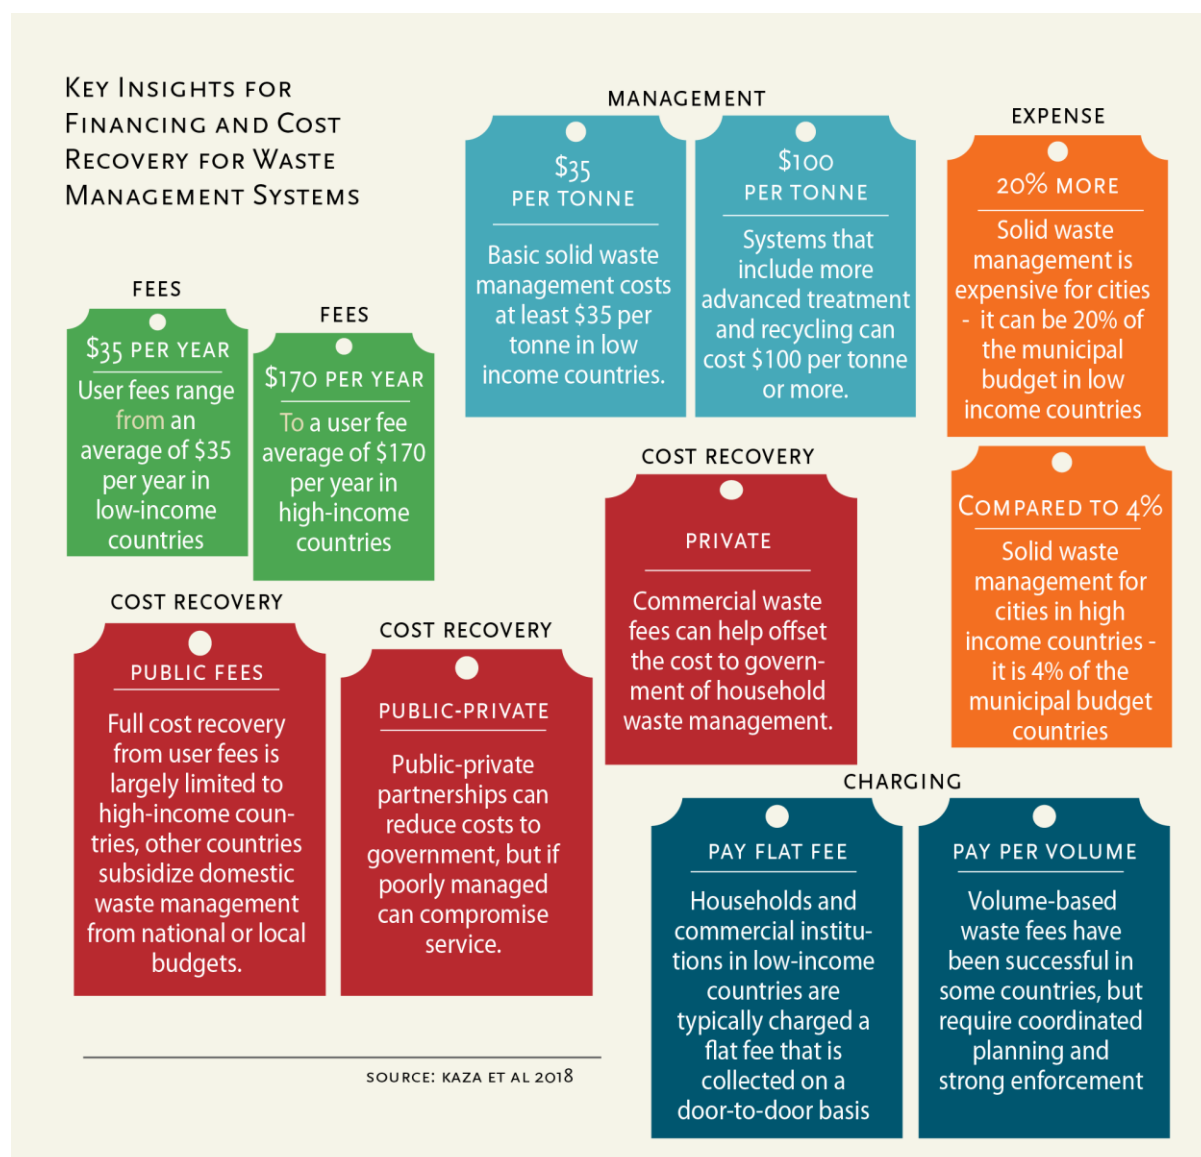 Key Insights for
Financing and Cost
Recovery for Waste
Management Systems
MANAGEMENT
$35
PER TONNE
Basic solid waste
management costs
at least $35 per
tonne in low
income countries.
$100
PER TONNE
Systems that
include more
advanced treatment
and recycling can
cost $100 per tonne
or more.
EXPENSE
20% MORE
Solid waste
management is
expensive for cities
- it can be 20% of
the municipal
budget in low
income countries
COMPARED TO 4%
Solid waste
management for
cities in high
income countries -
it is 4% of the
municipal budget
countries
FEES
$35 PER YEAR
User fees range
from an
average of $35
per year in
low-income
countries
FEES
$170 PER YEAR
To a user fee
average of $170
per year in
high-income
countries
COST RECOVERY
PRIVATE
Commercial waste
fees can help offset
the cost to govern-
ment of household
waste management.
COST RECOVERY
PUBLIC FEES
Full cost recovery
from user fees is
largely limited to
high-income coun-
tries, other countries
subsidize domestic
waste management
from national or local
budgets.
COST RECOVERY
PUBLIC-PRIVATE
Public-private
partnerships can
reduce costs to
government, but if
poorly managed
can compromise
service.
CHARGING
PAY FLAT FEE
Households and
commercial institu-
tions in low-income
countries are
typically charged a
flat fee that is
collected on a
door-to-door basis
PAY PER VOLUME
Volume-based
waste fees have
been successful in
some countries, but
require coordinated
planning and
strong enforcement
SOURCE: KAZA ET AL 2018